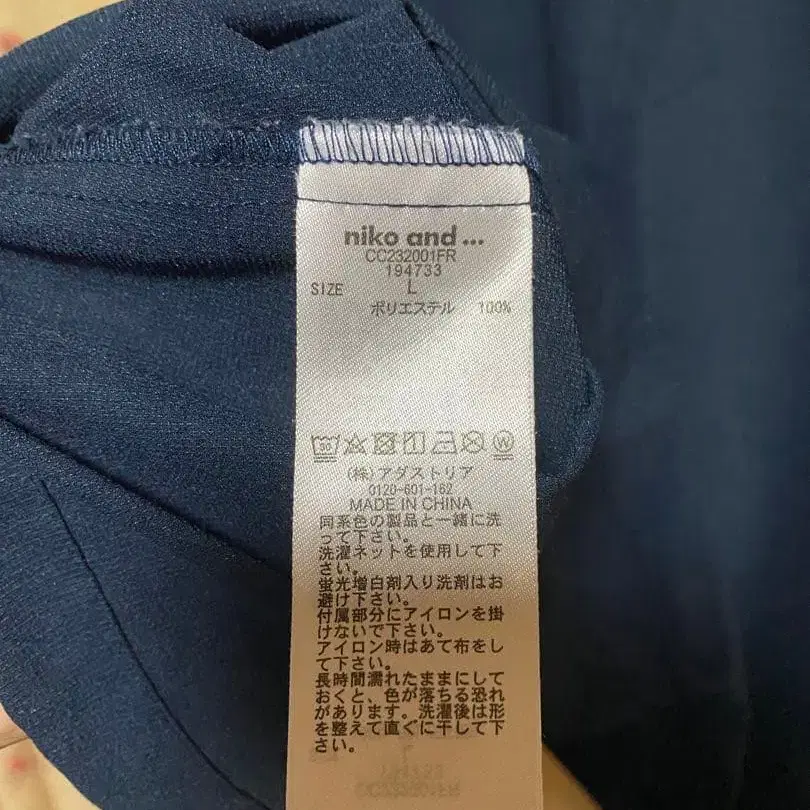 niko and ...
CC232001FR
194733
SIZE L
ポリエステル 100%
30 W
(株)アダストリア
0120-601-162
MADE IN CHINA
同系色の製品と一緒に洗
って下さい。
洗濯ネットを使用して下
さい。
蛍光増白剤入り洗剤はお
避け下さい。
付属部分にアイロンを掛
けないで下さい。
アイロン時はあて布をし
て下さい。
長時間濡れたままにして
おくと、色が落ちる恐れ
があります。洗濯後は形
を整えて直ぐに干して下
さい。